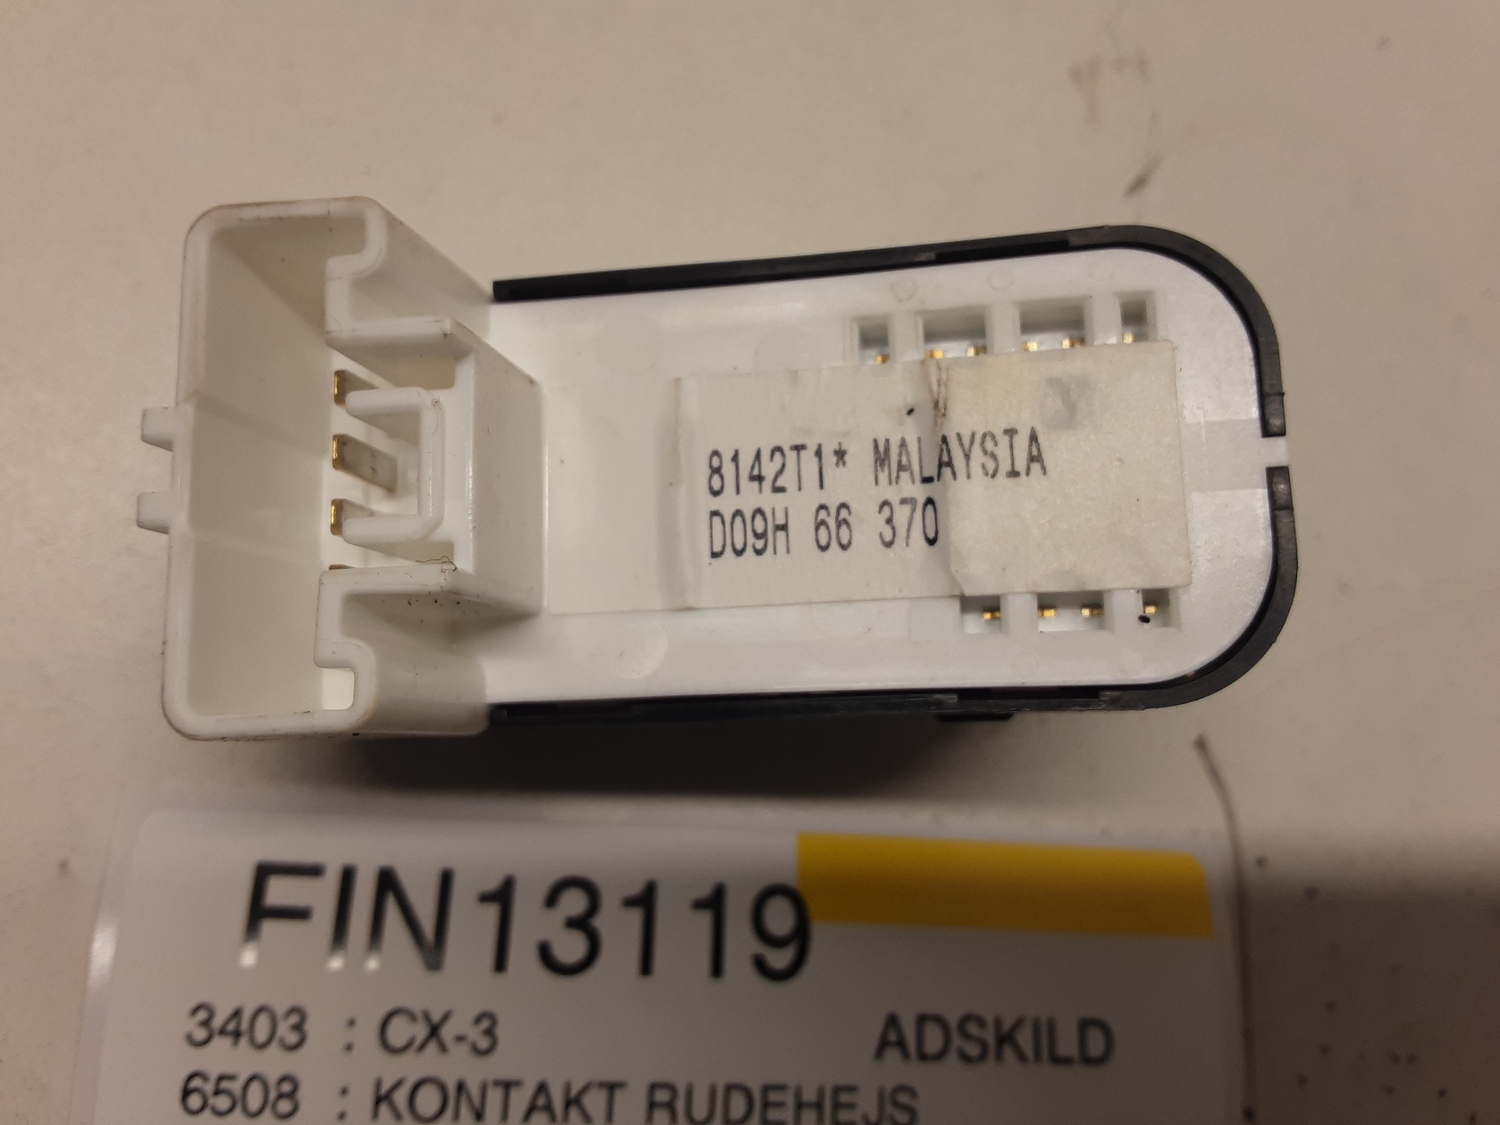 8142T1* MALAYSIA
D09H 66 370
FIN13119
3403 : CX-3 ADSKILD
6508 : KONTAKT RUDEHEJS